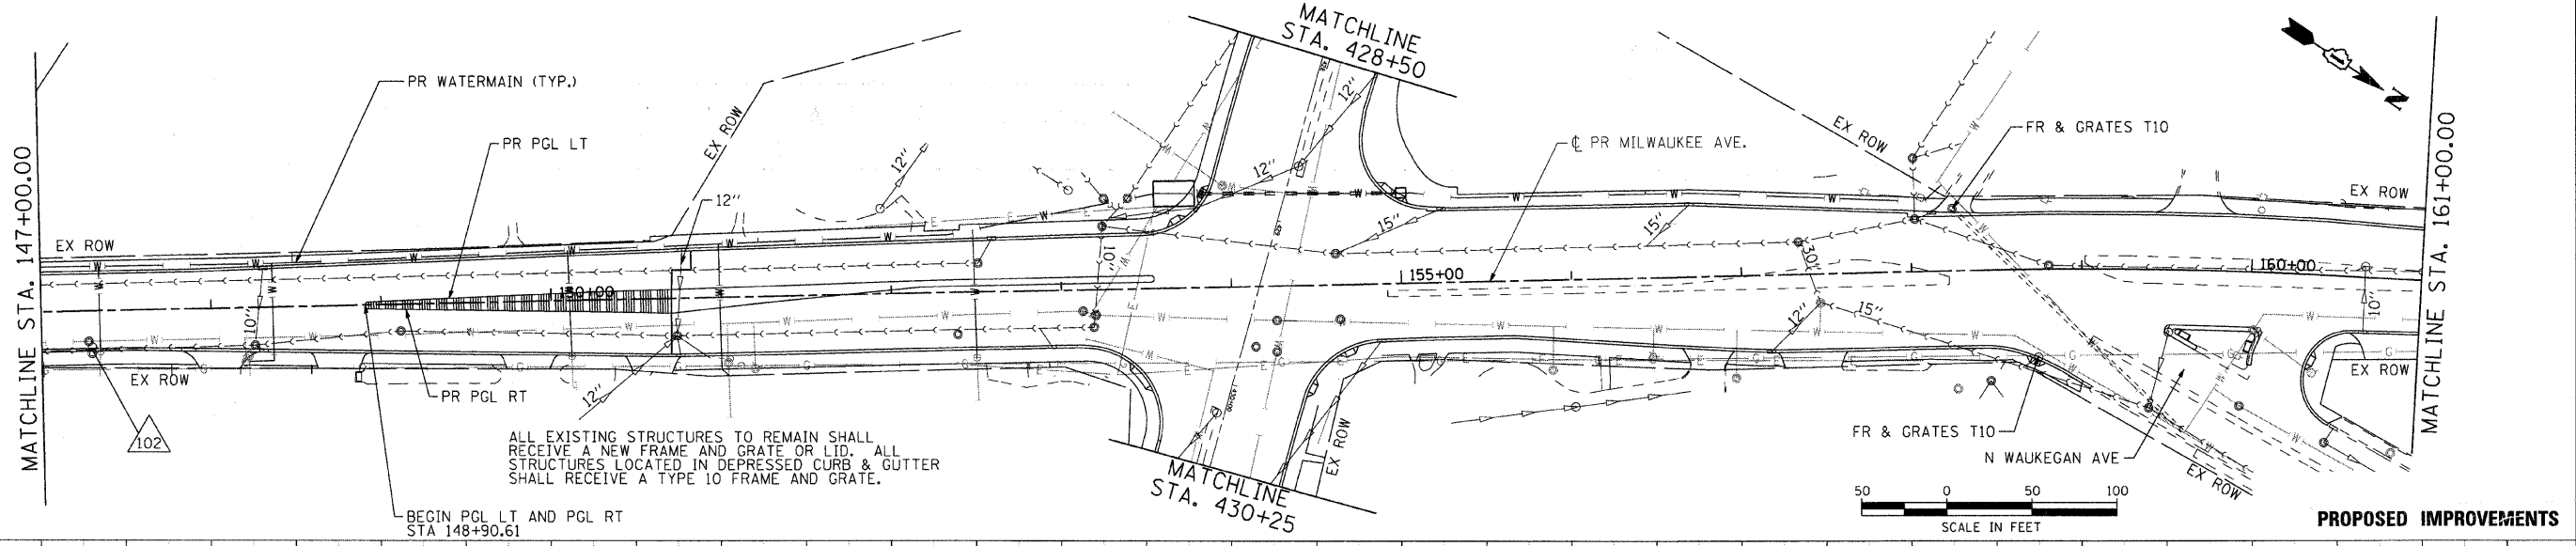 MATCHLINE
STA. 428+50
PR WATERMAIN (TYP.)
PR PGL LT
EX ROW
12"
12"
12"
12"
℄ PR MILWAUKEE AVE.
EX ROW
FR & GRATES T10
N
MATCHLINE STA. 147+00.00
MATCHLINE STA. 161+00.00
EX ROW
EX ROW
15"
15"
10"
30"
155+00
160+00
150+00
10"
12"
15"
10"
EX ROW
PR PGL RT
12"
EX ROW
102
ALL EXISTING STRUCTURES TO REMAIN SHALL
RECEIVE A NEW FRAME AND GRATE OR LID. ALL
STRUCTURES LOCATED IN DEPRESSED CURB & GUTTER
SHALL RECEIVE A TYPE 10 FRAME AND GRATE.
EX ROW
FR & GRATES T10
N WAUKEGAN AVE
EX ROW
MATCHLINE
STA. 430+25
BEGIN PGL LT AND PGL RT
STA 148+90.61
50 0 50 100
SCALE IN FEET
PROPOSED IMPROVEMENTS